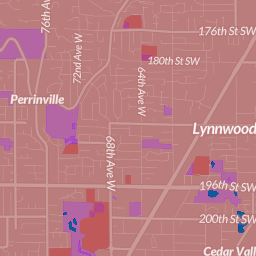 76th Ave W
176th St SW
72nd Ave W
180th St SW
64th Ave W
Perrinville
Lynnwood
68th Ave W
196th St SW
200th St SW
Cedar Vall